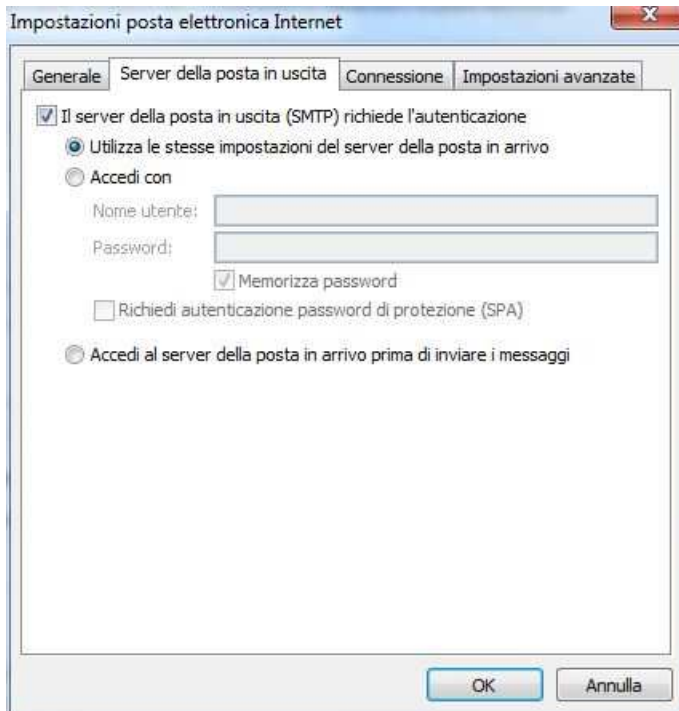 Impostazioni posta elettronica Internet
X
Generale Server della posta in uscita Connessione Impostazioni avanzate
Il server della posta in uscita (SMTP) richiede l'autenticazione
Utilizza le stesse impostazioni del server della posta in arrivo
Accedi con
Nome utente:
Password:
Memorizza password
Richiedi autenticazione password di protezione (SPA)
Accedi al server della posta in arrivo prima di inviare i messaggi
OK Annulla